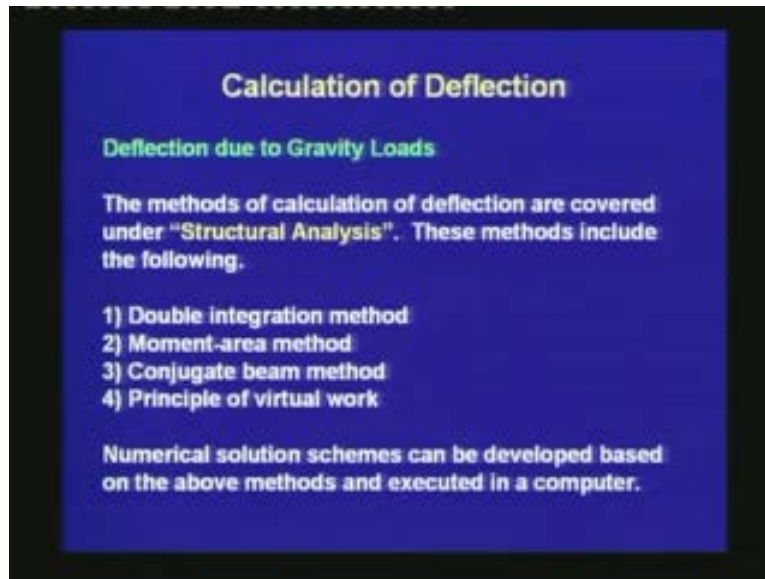 Calculation of Deflection
Deflection due to Gravity Loads
The methods of calculation of deflection are covered
under “Structural Analysis”. These methods include
the following.
1) Double integration method
2) Moment-area method
3) Conjugate beam method
4) Principle of virtual work
Numerical solution schemes can be developed based
on the above methods and executed in a computer.